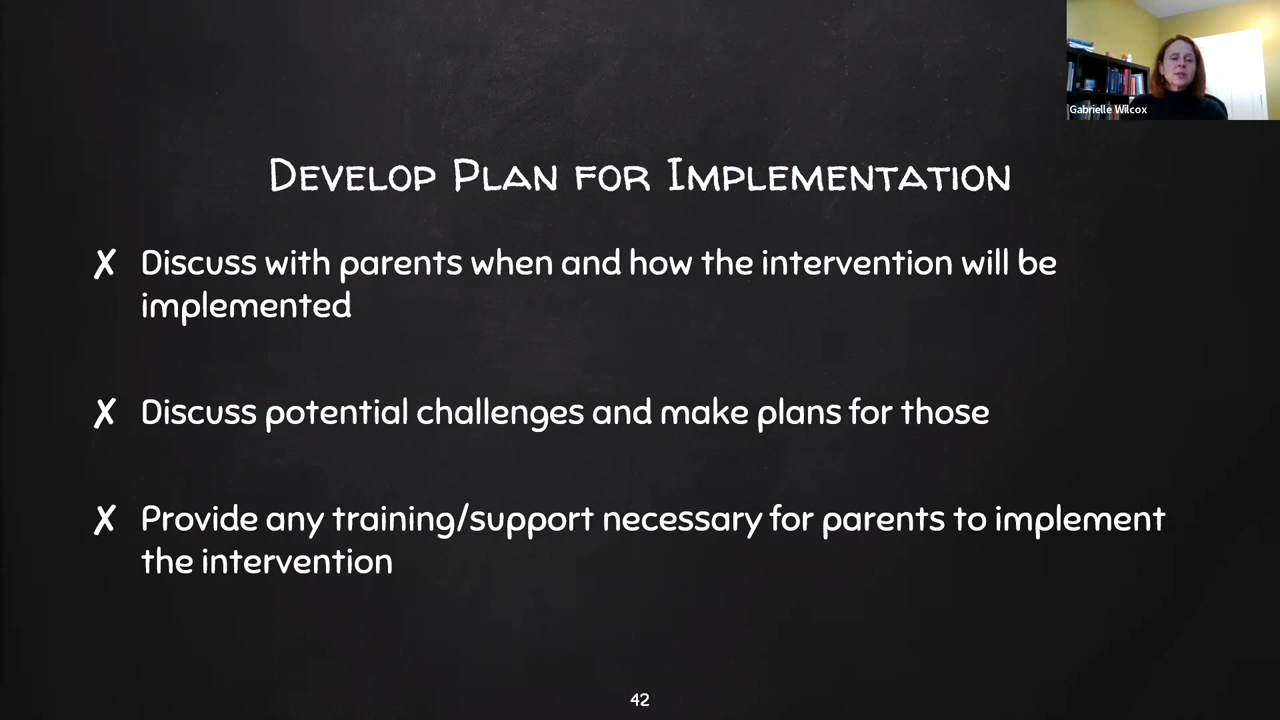 Gabrielle Wilcox
Develop Plan for Implementation
✗ Discuss with parents when and how the intervention will be
implemented
✗ Discuss potential challenges and make plans for those
✗ Provide any training/support necessary for parents to implement
the intervention
42